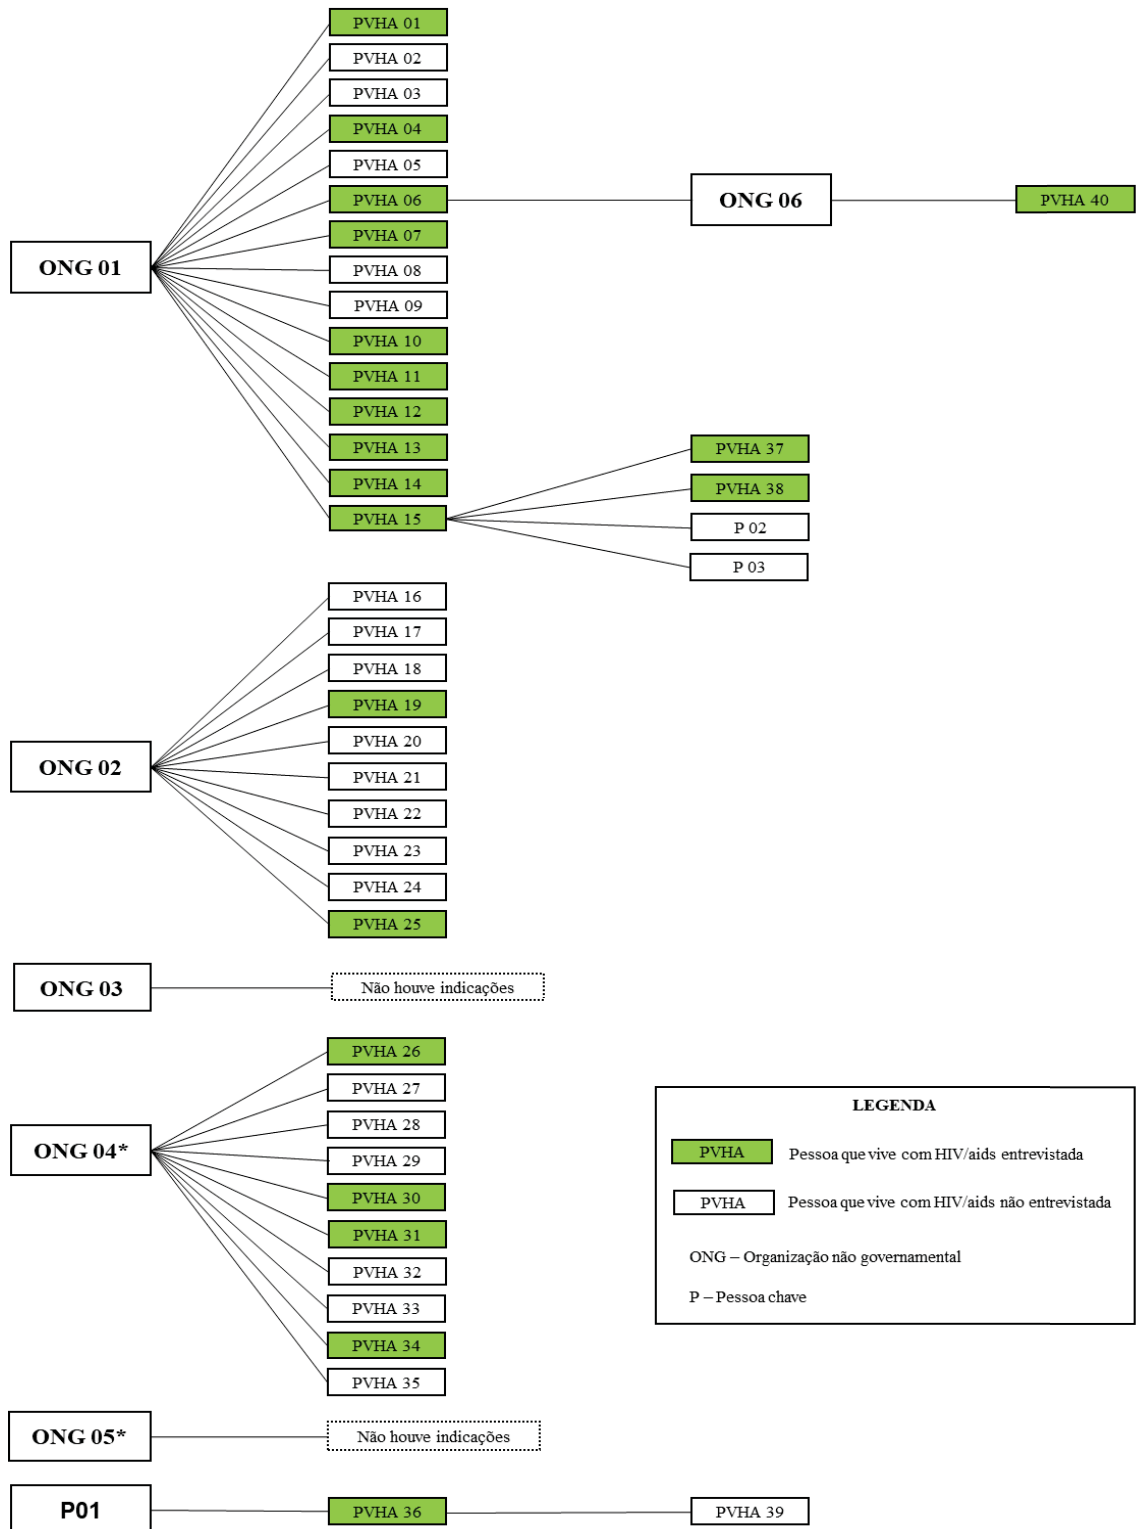 PVHA 01
PVHA 02
PVHA 03
PVHA 04
PVHA 05
PVHA 06
ONG 06
PVHA 40
PVHA 07
ONG 01
PVHA 08
PVHA 09
PVHA 10
PVHA 11
PVHA 12
PVHA 13
PVHA 14
PVHA 15
PVHA 37
PVHA 38
P 02
P 03
PVHA 16
PVHA 17
PVHA 18
PVHA 19
PVHA 20
ONG 02
PVHA 21
PVHA 22
PVHA 23
PVHA 24
PVHA 25
ONG 03
Não houve indicações
PVHA 26
PVHA 27
PVHA 28
ONG 04*
PVHA 29
PVHA 30
PVHA 31
PVHA 32
PVHA 33
PVHA 34
PVHA 35
LEGENDA
PVHA Pessoa que vive com HIV/aids entrevistada
PVHA Pessoa que vive com HIV/aids não entrevistada
ONG – Organização não governamental
P – Pessoa chave
ONG 05*
Não houve indicações
P01
PVHA 36
PVHA 39